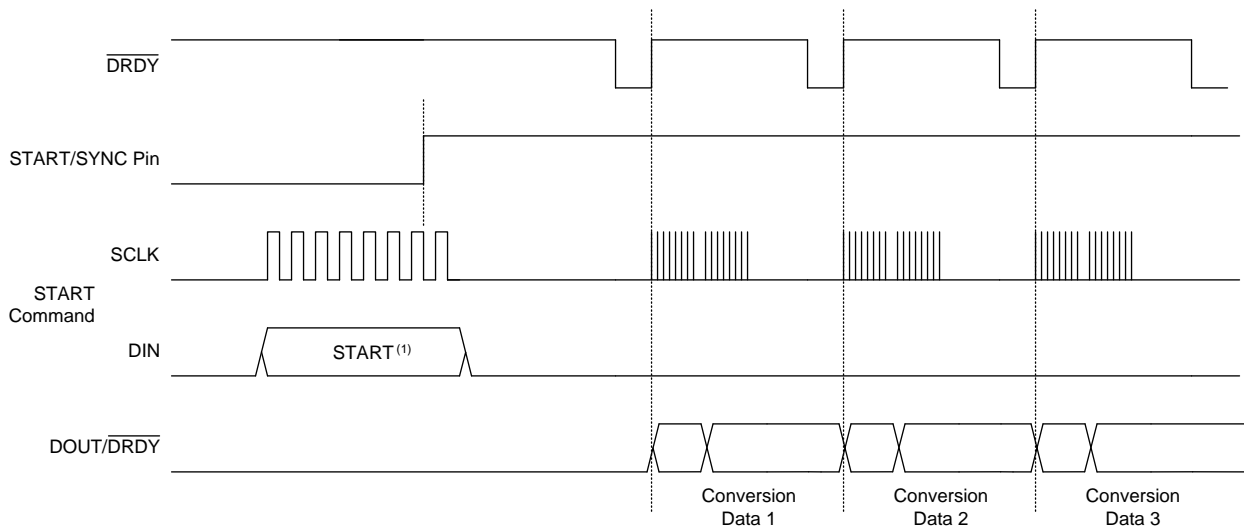 DRDY
START/SYNC Pin
SCLK
START
Command
DIN
START (1)
DOUT/DRDY
Conversion
Data 1
Conversion
Data 2
Conversion
Data 3